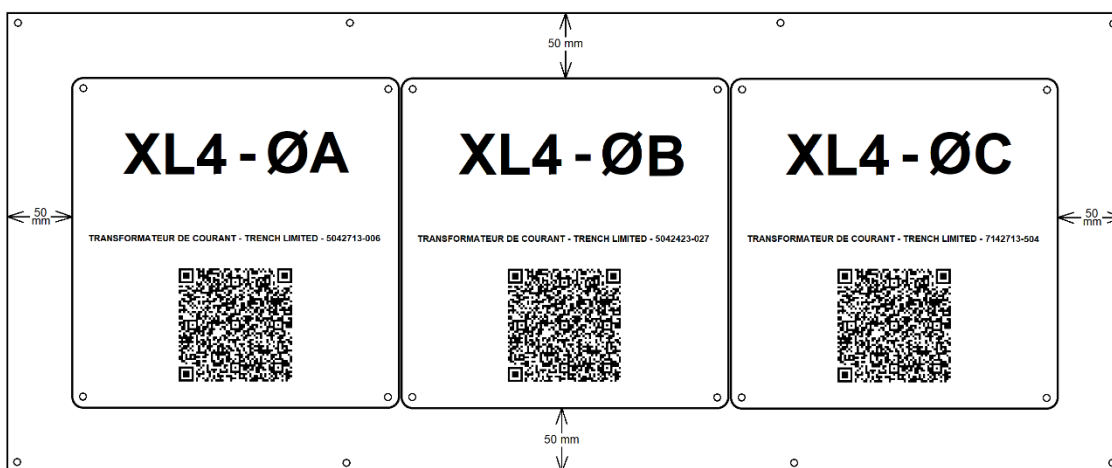 50 mm
XL4 - ØA
XL4 - ØB
XL4 - ØC
50
mm
50
mm
TRANSFORMATEUR DE COURANT - TRENCH LIMITED - 5042713-006
TRANSFORMATEUR DE COURANT - TRENCH LIMITED - 5042423-027
TRANSFORMATEUR DE COURANT - TRENCH LIMITED - 7142713-504
50 mm